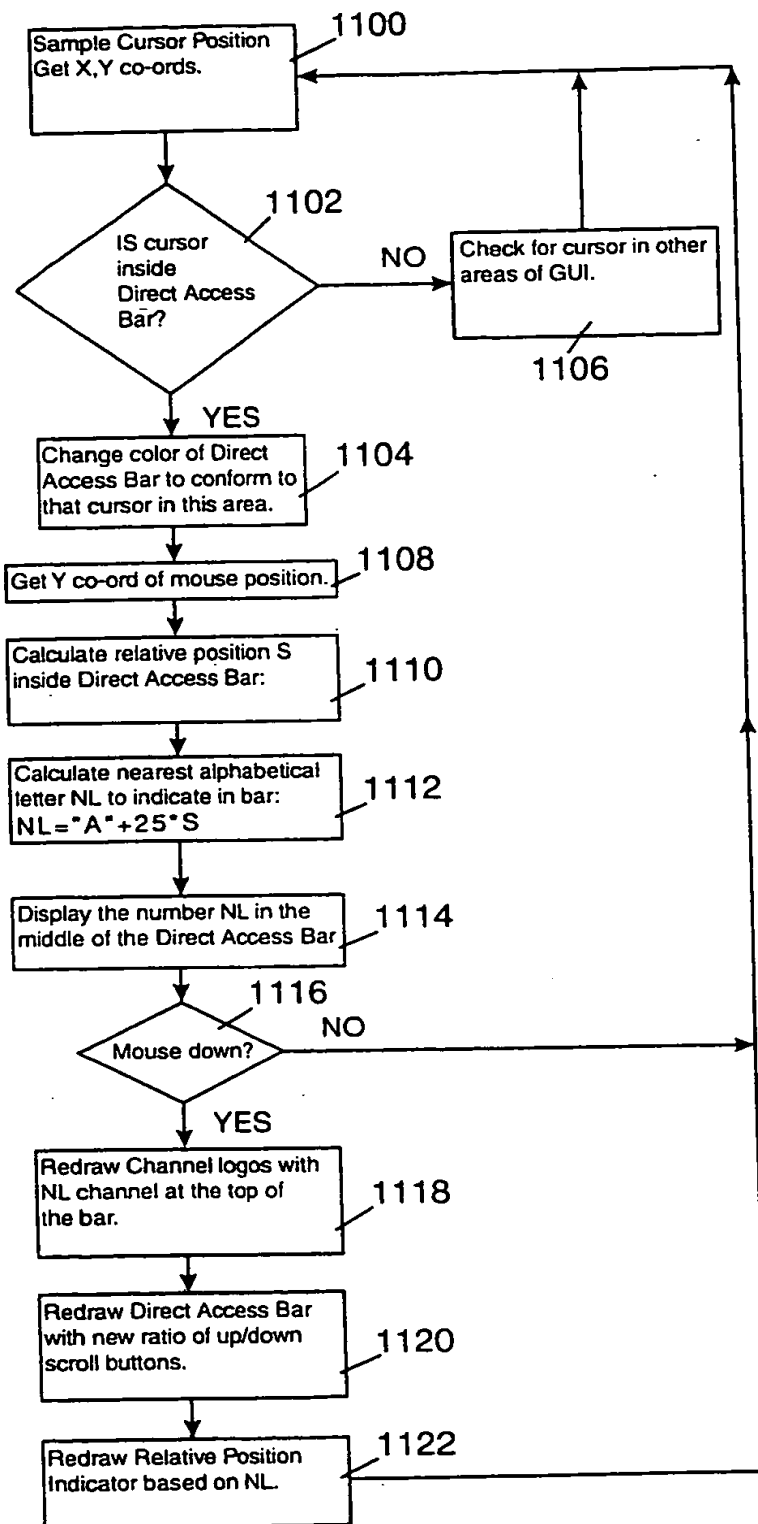 1100
Sample Cursor Position
Get X,Y co-ords.
1102
IS cursor
inside
Direct Access
Bar?
NO
Check for cursor in other
areas of GUI.
1106
YES
Change color of Direct
Access Bar to conform to
that cursor in this area.
1104
Get Y co-ord of mouse position.
1108
Calculate relative position S
inside Direct Access Bar:
1110
Calculate nearest alphabetical
letter NL to indicate in bar:
NL="A"+25*S
1112
Display the number NL in the
middle of the Direct Access Bar
1114
1116
Mouse down?
NO
YES
Redraw Channel logos with
NL channel at the top of
the bar.
1118
Redraw Direct Access Bar
with new ratio of up/down
scroll buttons.
1120
Redraw Relative Position
Indicator based on NL.
1122